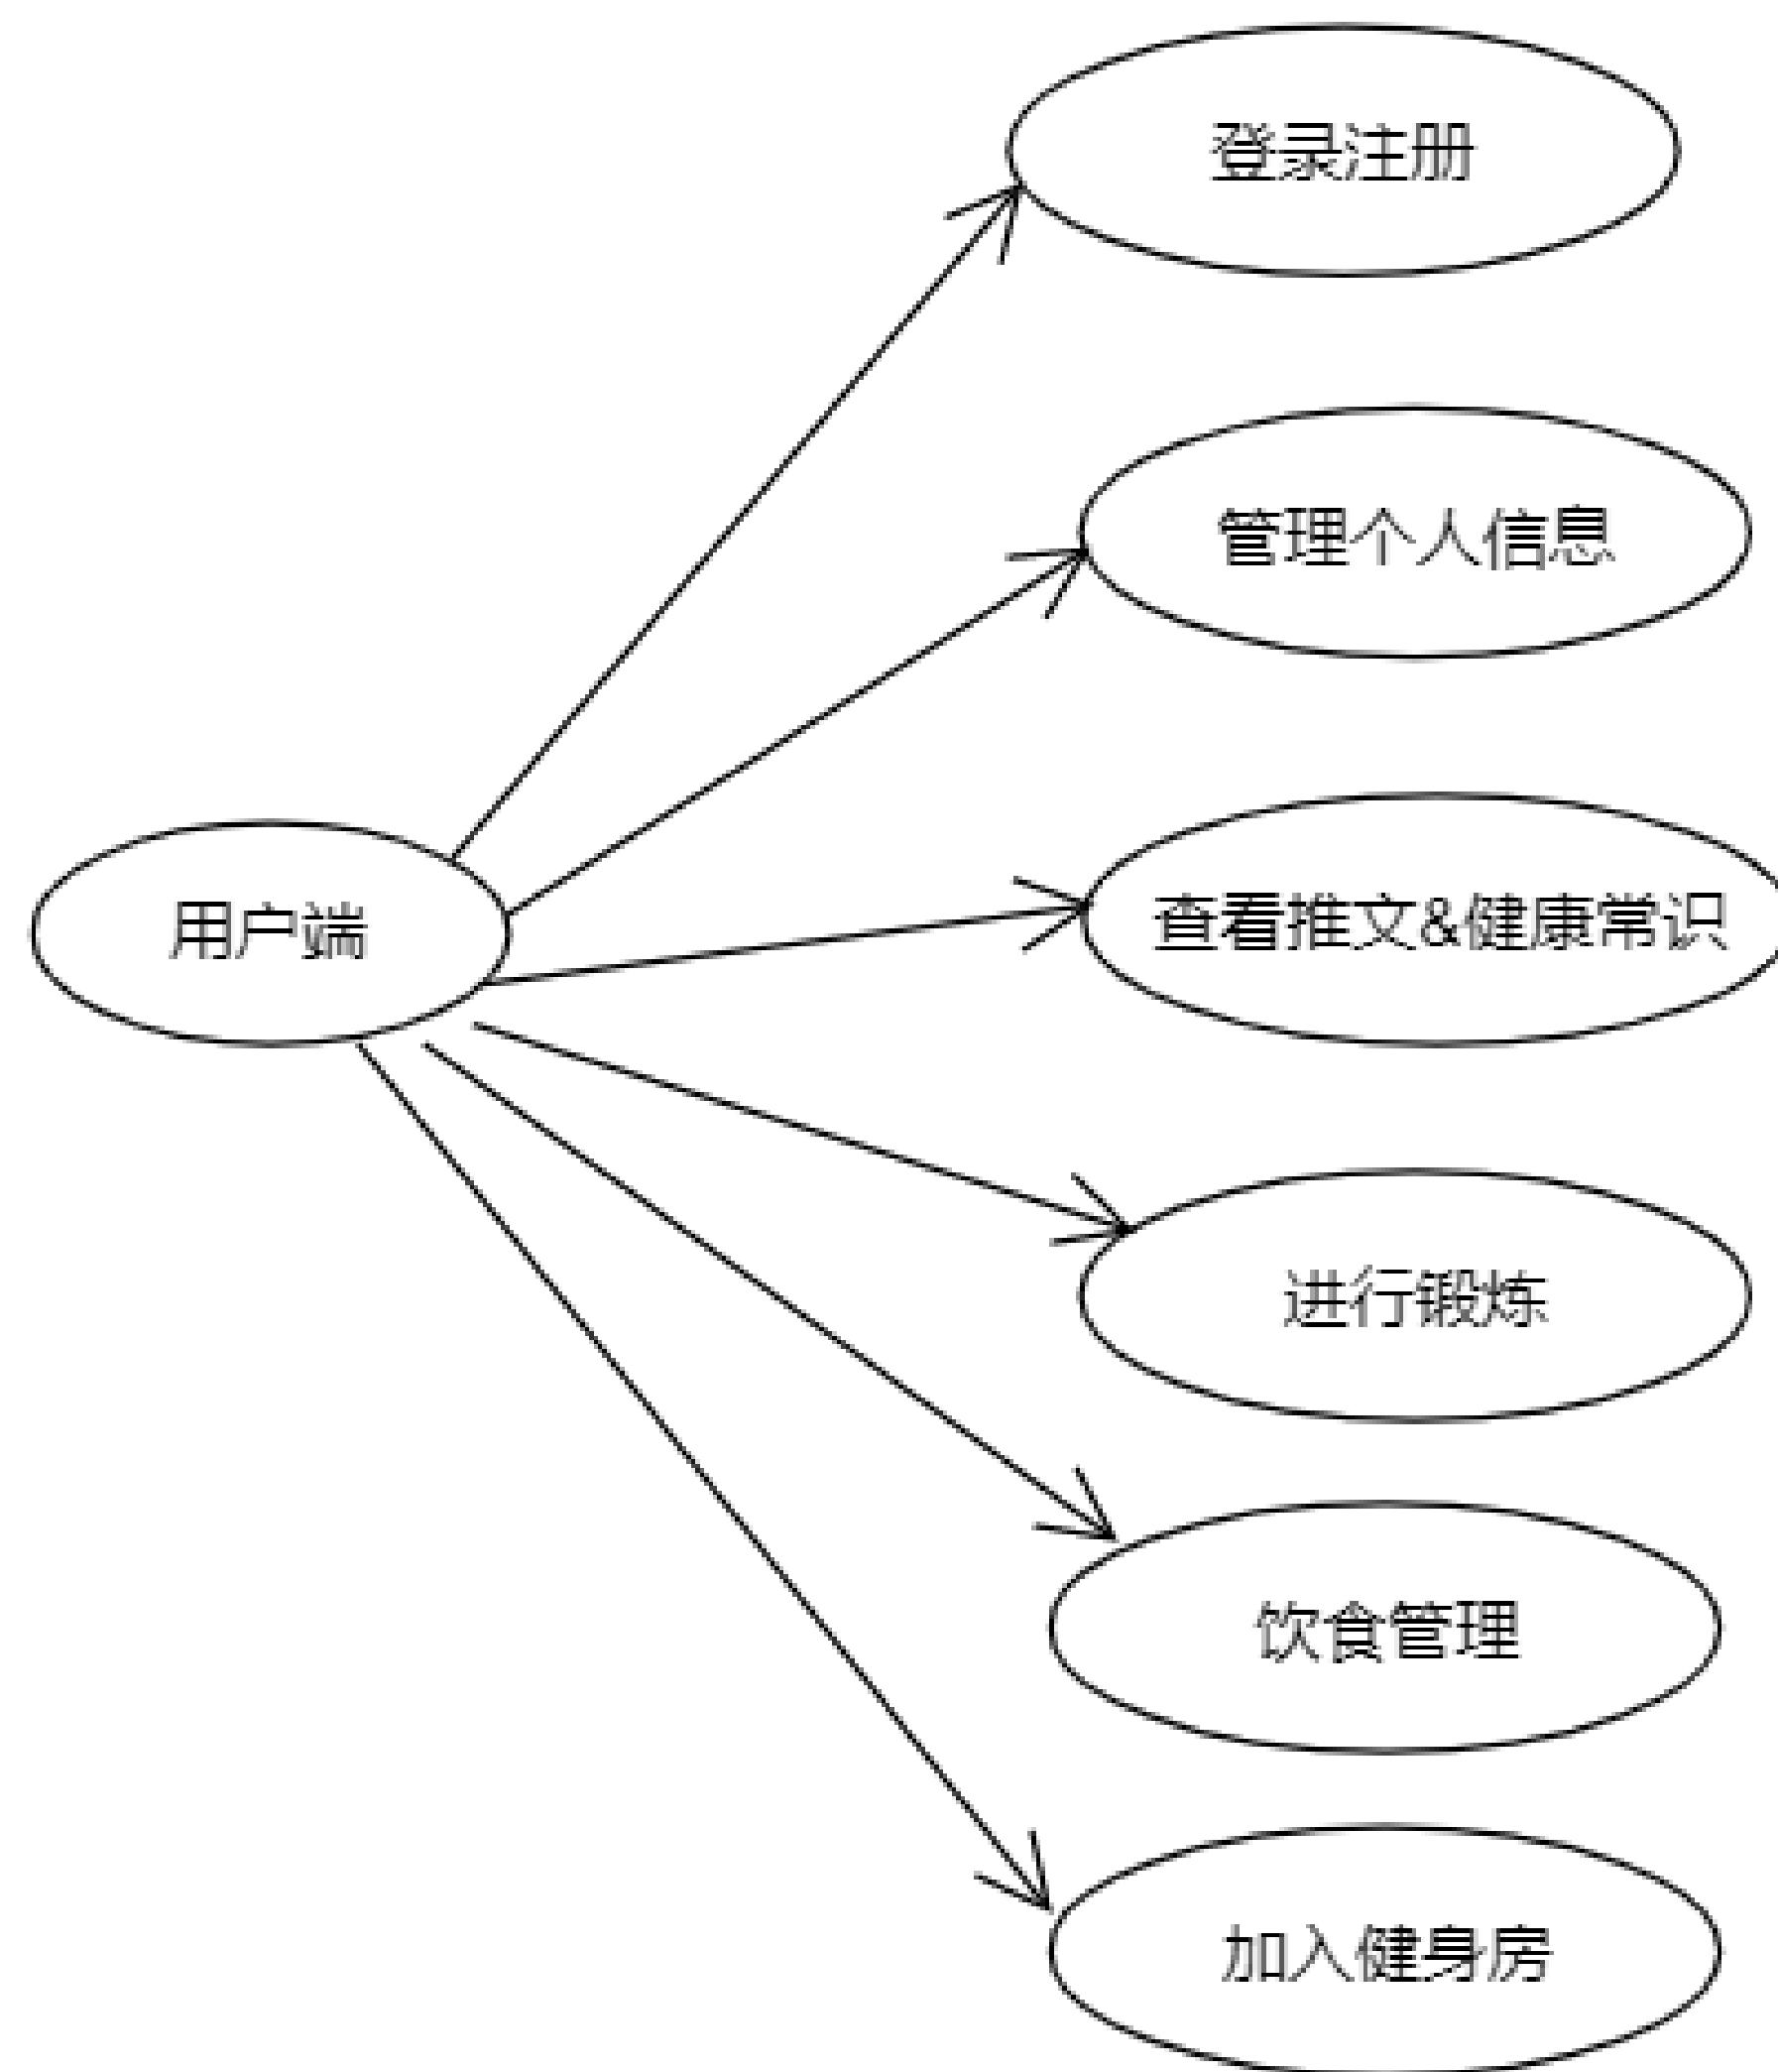 登录注册
管理个人信息
用户端
查看推文&健康常识
进行锻炼
饮食管理
加入健身房